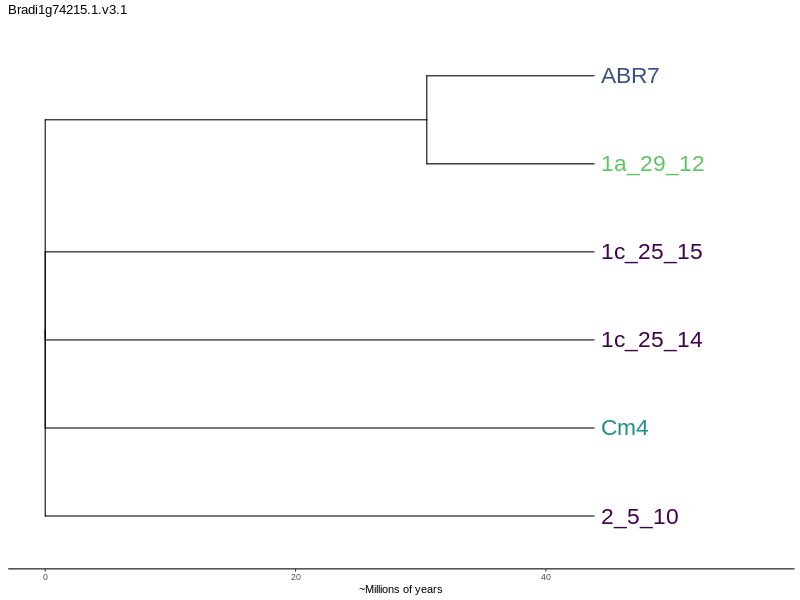 Bradi1g74215.1.v3.1
ABR7
1a_29_12
1c_25_15
1c_25_14
Cm4
2_5_10
0 20 40
~Millions of years